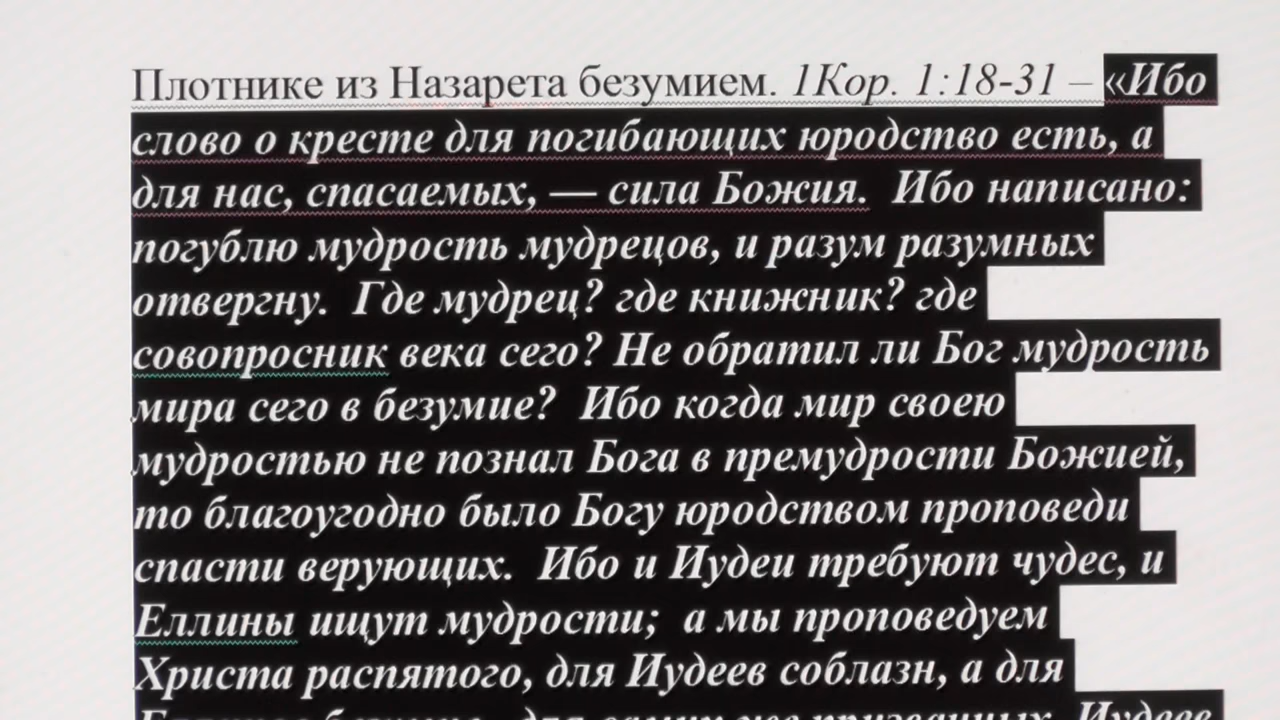 Плотнике из Назарета безумием. 1Кор. 1:18-31 – «Ибо
слово о кресте для погибающих юродство есть, а
для нас, спасаемых, — сила Божия. Ибо написано:
погублю мудрость мудрецов, и разум разумных
отвергну. Где мудрец? где книжник? где
совопросник века сего? Не обратил ли Бог мудрость
мира сего в безумие? Ибо когда мир своею
мудростью не познал Бога в премудрости Божией,
то благоугодно было Богу юродством проповеди
спасти верующих. Ибо и Иудеи требуют чудес, и
Еллины ищут мудрости; а мы проповедуем
Христа распятого, для Иудеев соблазн, а для